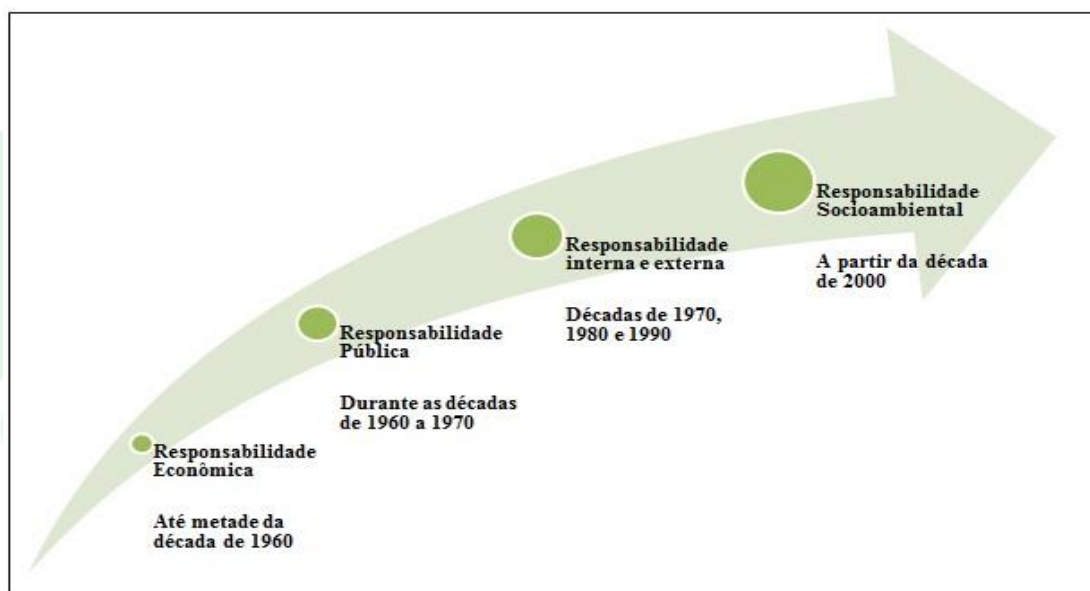 Responsabilidade
Econômica
Até metade da
década de 1960
Responsabilidade
Pública
Durante as décadas
de 1960 a 1970
Responsabilidade
interna e externa
Décadas de 1970,
1980 e 1990
Responsabilidade
Socioambiental
A partir da década
de 2000